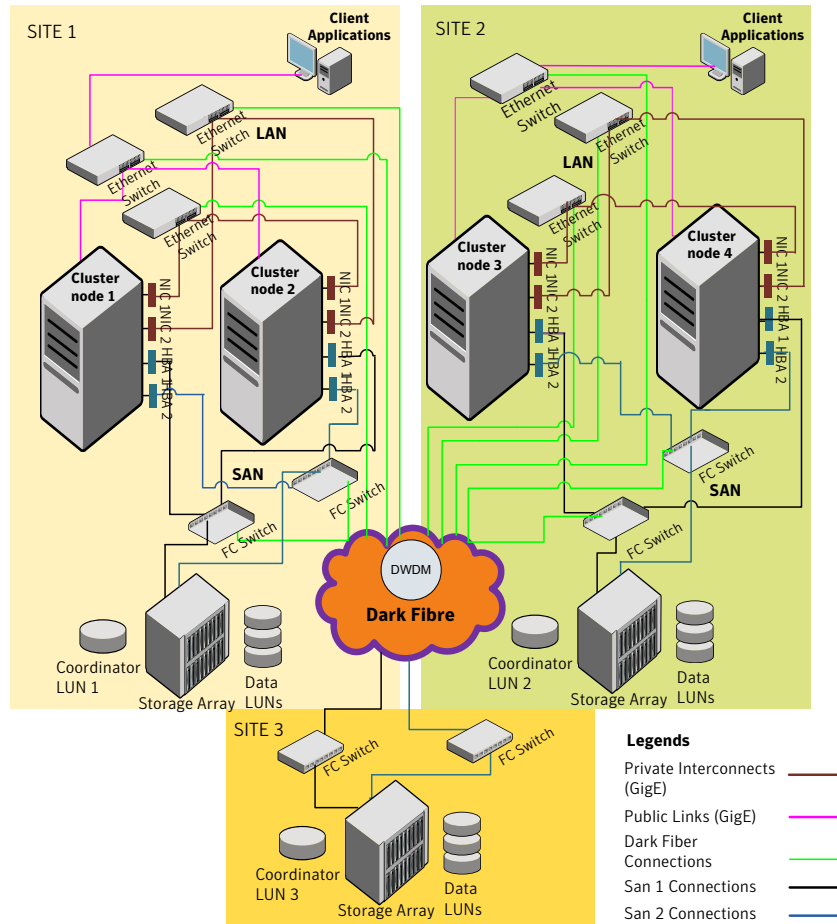 SITE 1
Client
Applications
Ethernet
Switch
LAN
Ethernet
Switch
Ethernet
Switch
Cluster
node 1
NIC 1
NIC 2
HBA 1
HBA 2
Cluster
node 2
NIC 1
NIC 2
HBA 1
HBA 2
SAN
FC Switch
FC Switch
Coordinator
LUN 1
Storage Array
Data
LUNs
SITE 2
Client
Applications
Ethernet
Switch
Ethernet
Switch
LAN
Ethernet
Switch
Cluster
node 3
NIC 1
NIC 2
HBA 1
HBA 2
Cluster
node 4
NIC 1
NIC 2
HBA 1
HBA 2
FC Switch
SAN
FC Switch
Coordinator
LUN 2
Storage Array
Data
LUNs
DWDM
Dark Fibre
SITE 3
FC Switch
FC Switch
Coordinator
LUN 3
Storage Array
Data
LUNs
Legends
Private Interconnects
(GigE)
Public Links (GigE)
Dark Fiber
Connections
San 1 Connections
San 2 Connections